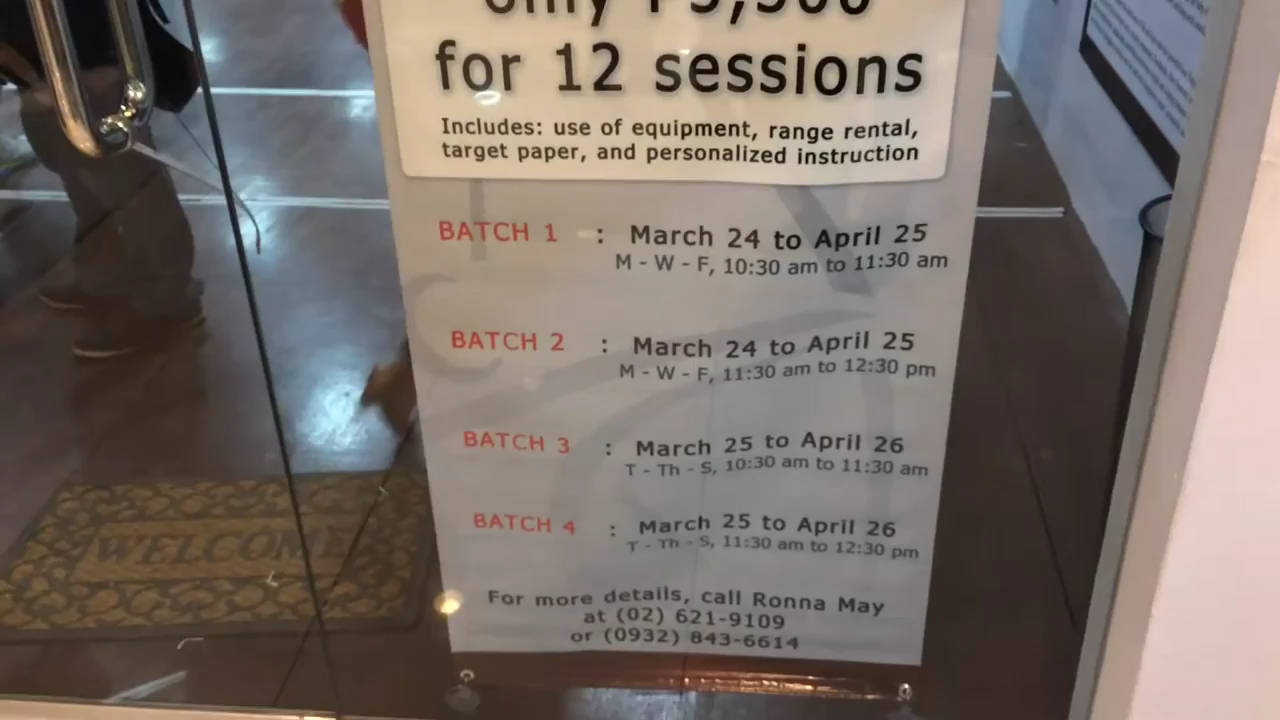 only P5,500
for 12 sessions
Includes: use of equipment, range rental,
target paper, and personalized instruction
BATCH 1 : March 24 to April 25
M - W - F, 10:30 am to 11:30 am
BATCH 2 : March 24 to April 25
M - W - F, 11:30 am to 12:30 pm
BATCH 3 : March 25 to April 26
T - Th - S, 10:30 am to 11:30 am
BATCH 4 : March 25 to April 26
T - Th - S, 11:30 am to 12:30 pm
For more details, call Ronna May
at (02) 621-9109
or (0932) 843-6614
WELCOME